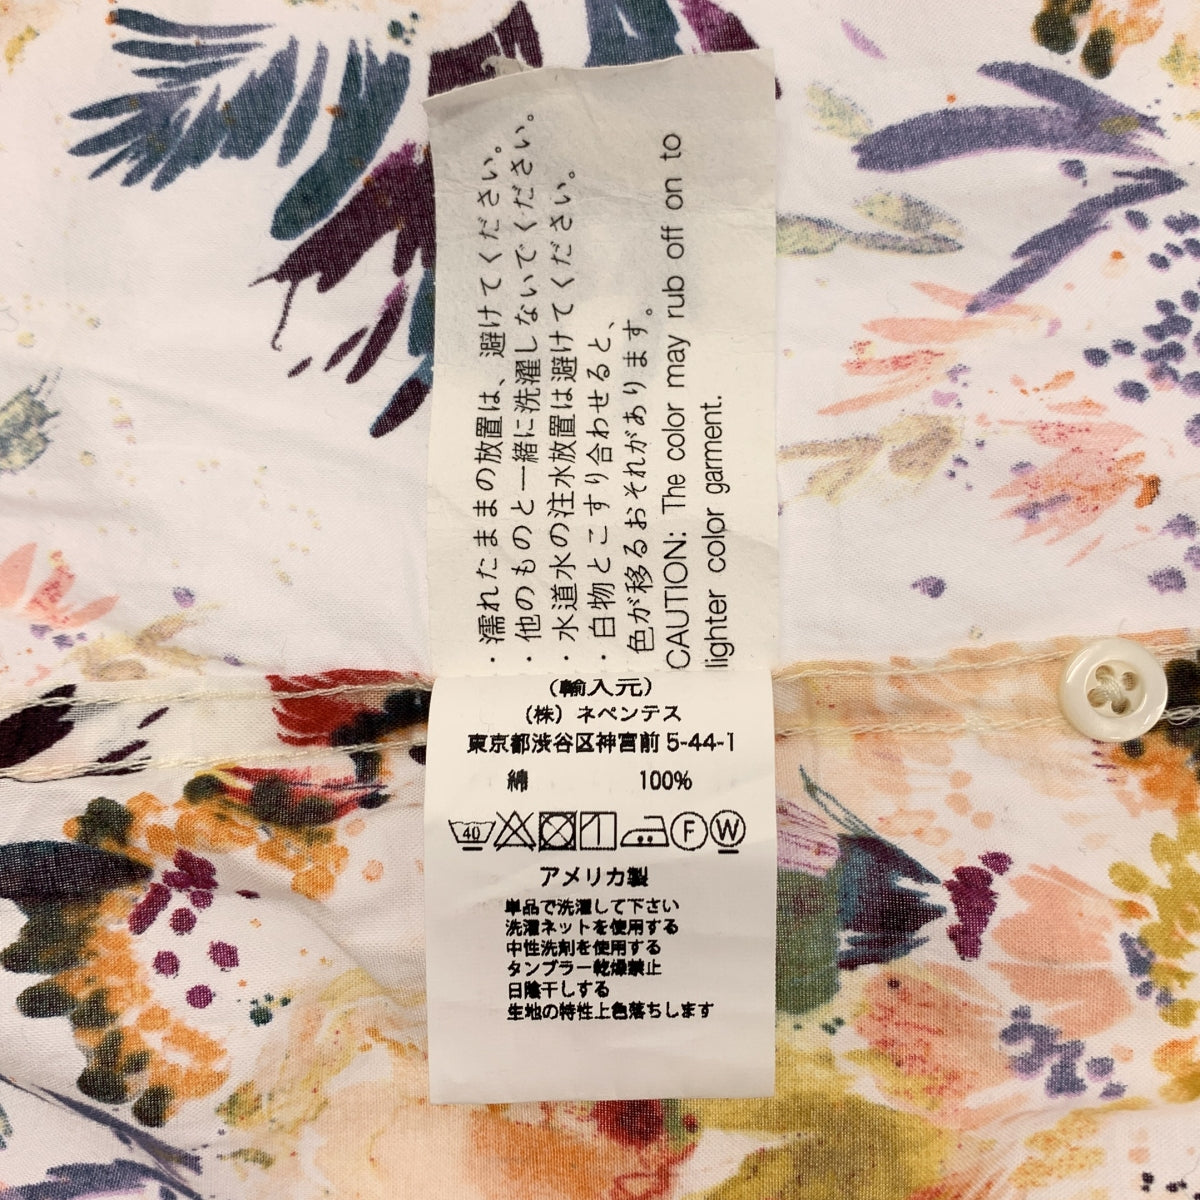 ・濡れたままの放置は、避けてください。
・他のものと一緒に洗濯しないでください。
・水道水の注水放置は避けてください。
・白物とこすり合わせると、
色が移るおそれがあります。
CAUTION: The color may rub off on to
lighter color garment.
(輸入元)
(株) ネペンテス
東京都渋谷区神宮前 5-44-1
綿 100%
40 F W
アメリカ製
単品で洗濯して下さい
洗濯ネットを使用する
中性洗剤を使用する
タンブラー乾燥禁止
日陰干しする
生地の特性上色落ちします